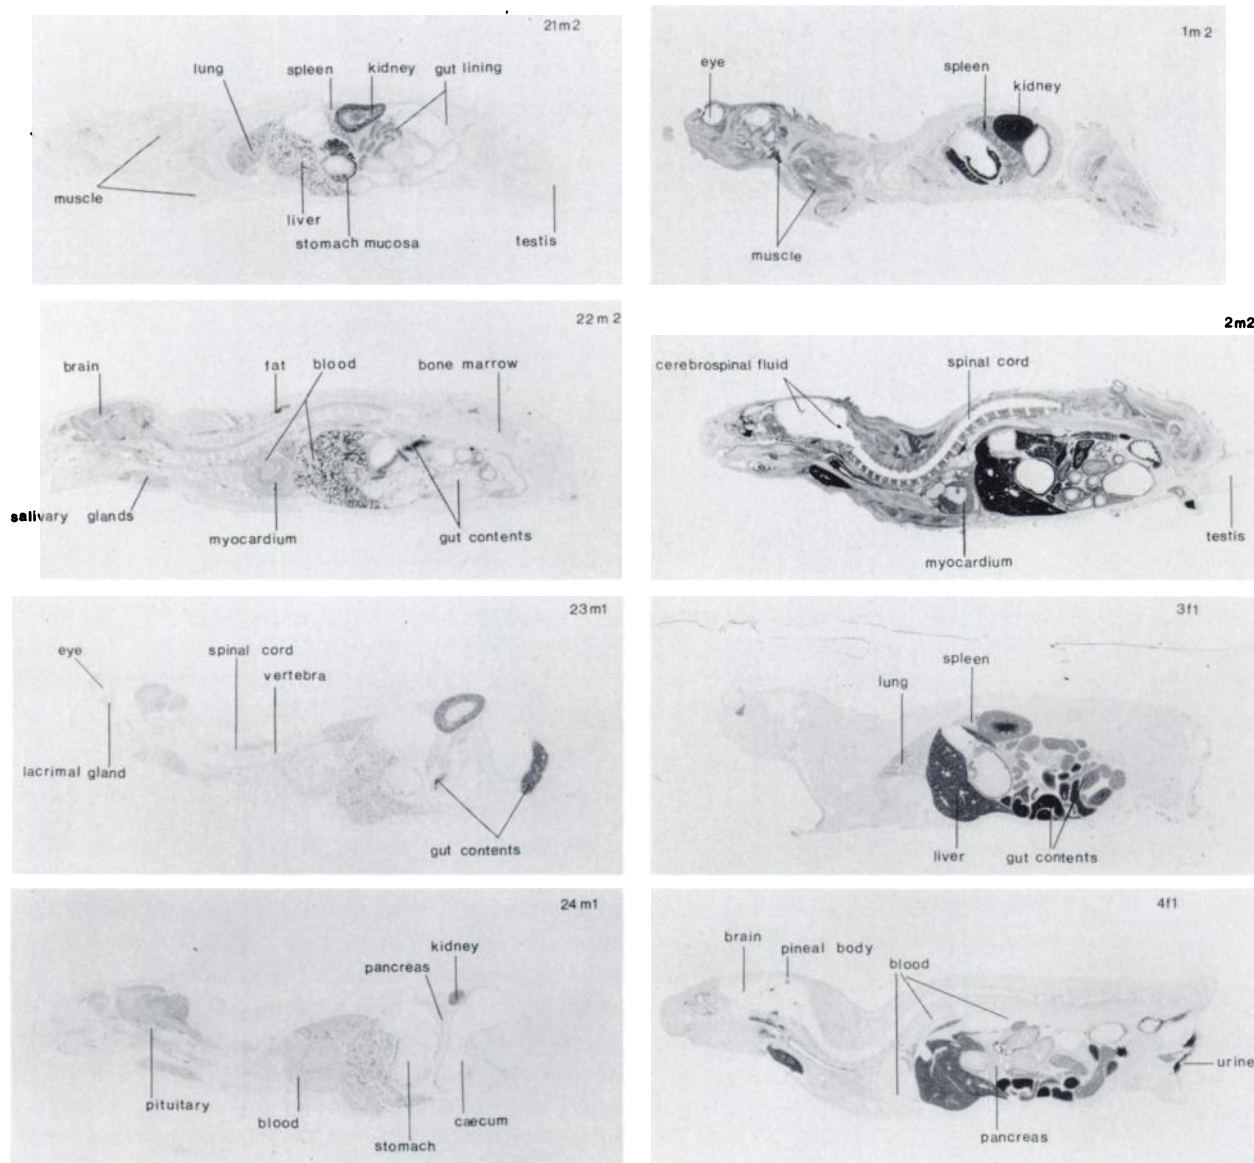 21m2
lung spleen kidney gut lining
muscle
liver
stomach mucosa testis
1m2
eye
spleen
kidney
muscle
22m2
brain fat blood bone marrow
salivary glands
myocardium gut contents
2m2
cerebrospinal fluid spinal cord
testis
myocardium
23m1
eye spinal cord
vertebra
lacrimal gland
gut contents
3f1
spleen
lung
liver gut contents
24m1
kidney
pancreas
pituitary
blood caecum
stomach
4f1
brain pineal body
blood
urine
pancreas